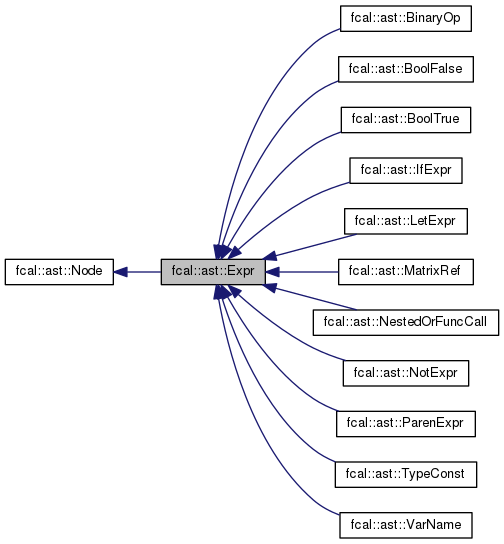 fcal::ast::BinaryOp
fcal::ast::BoolFalse
fcal::ast::BoolTrue
fcal::ast::IfExpr
fcal::ast::LetExpr
fcal::ast::Node
fcal::ast::Expr
fcal::ast::MatrixRef
fcal::ast::NestedOrFuncCall
fcal::ast::NotExpr
fcal::ast::ParenExpr
fcal::ast::TypeConst
fcal::ast::VarName